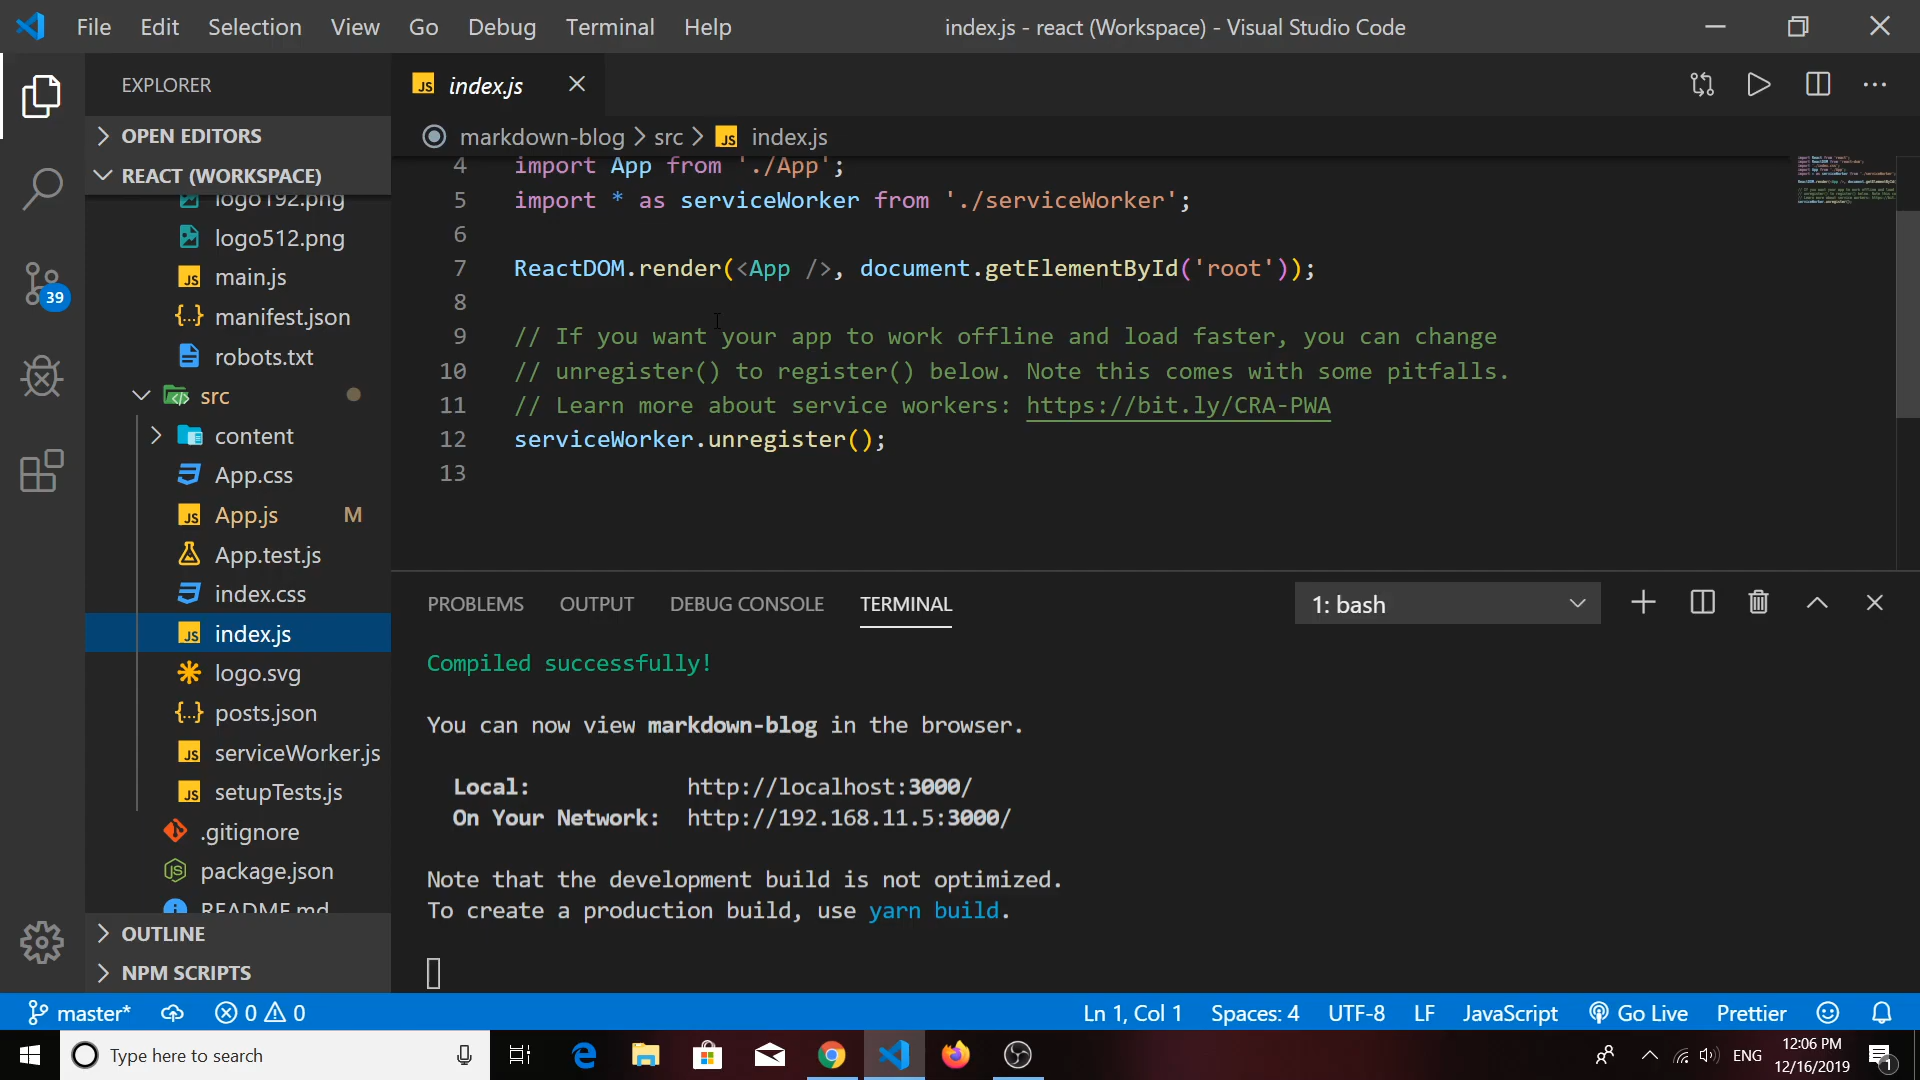 File Edit Selection View Go Debug Terminal Help
index.js - react (Workspace) - Visual Studio Code
EXPLORER
OPEN EDITORS
REACT (WORKSPACE)
logo192.png
logo512.png
main.js
manifest.json
robots.txt
src
content
App.css
App.js M
App.test.js
index.css
index.js
logo.svg
posts.json
serviceWorker.js
setupTests.js
.gitignore
package.json
README.md
OUTLINE
NPM SCRIPTS
39
index.js
markdown-blog > src > index.js
4 import App from './App';
5 import * as serviceWorker from './serviceWorker';
6
7 ReactDOM.render(<App />, document.getElementById('root'));
8
9 // If you want your app to work offline and load faster, you can change
10 // unregister() to register() below. Note this comes with some pitfalls.
11 // Learn more about service workers: https://bit.ly/CRA-PWA
12 serviceWorker.unregister();
13
PROBLEMS OUTPUT DEBUG CONSOLE TERMINAL
1: bash
Compiled successfully!
You can now view markdown-blog in the browser.
Local: http://localhost:3000/
On Your Network: http://192.168.11.5:3000/
Note that the development build is not optimized.
To create a production build, use yarn build.
master* 0 0
Ln 1, Col 1 Spaces: 4 UTF-8 LF JavaScript Go Live Prettier
Type here to search
ENG
12:06 PM
12/16/2019
1